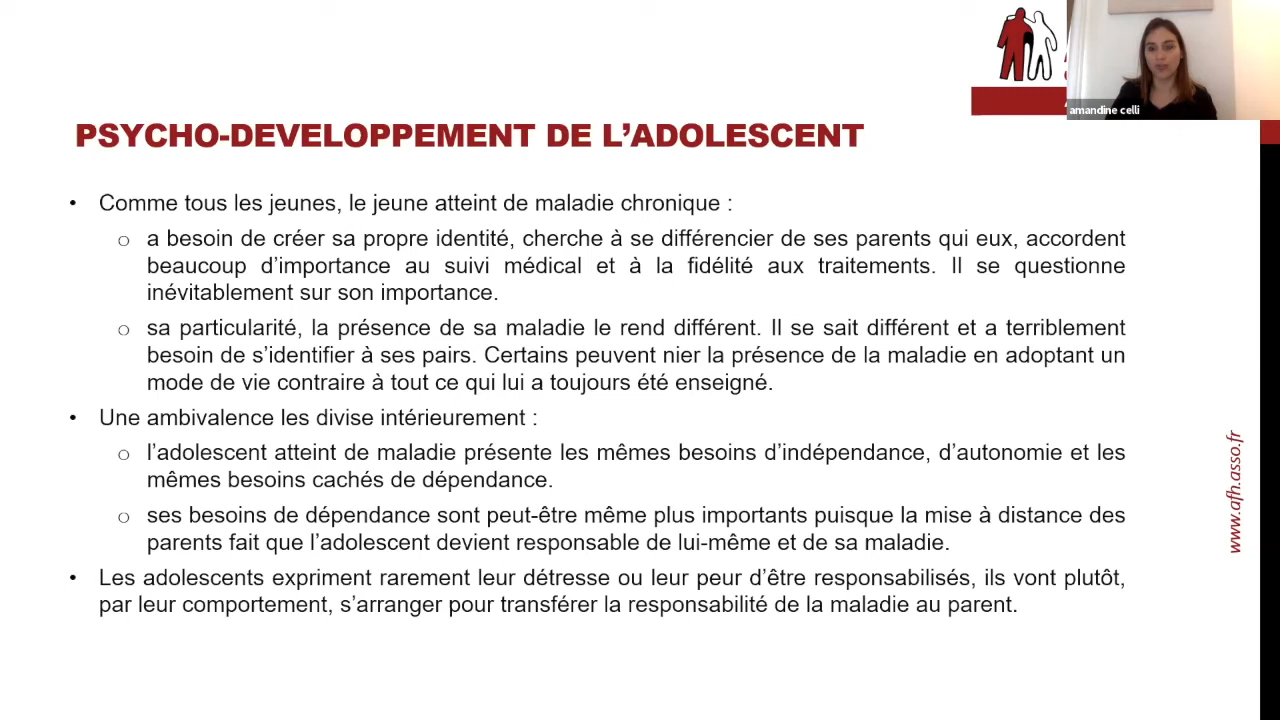 amandine celli
PSYCHO-DEVELOPPEMENT DE L’ADOLESCENT
• Comme tous les jeunes, le jeune atteint de maladie chronique :
o a besoin de créer sa propre identité, cherche à se différencier de ses parents qui eux, accordent
beaucoup d’importance au suivi médical et à la fidélité aux traitements. Il se questionne
inévitablement sur son importance.
o sa particularité, la présence de sa maladie le rend différent. Il se sait différent et a terriblement
besoin de s’identifier à ses pairs. Certains peuvent nier la présence de la maladie en adoptant un
mode de vie contraire à tout ce qui lui a toujours été enseigné.
• Une ambivalence les divise intérieurement :
o l’adolescent atteint de maladie présente les mêmes besoins d’indépendance, d’autonomie et les
mêmes besoins cachés de dépendance.
o ses besoins de dépendance sont peut-être même plus importants puisque la mise à distance des
parents fait que l’adolescent devient responsable de lui-même et de sa maladie.
• Les adolescents expriment rarement leur détresse ou leur peur d’être responsabilisés, ils vont plutôt,
par leur comportement, s’arranger pour transférer la responsabilité de la maladie au parent.
www.afh.asso.fr